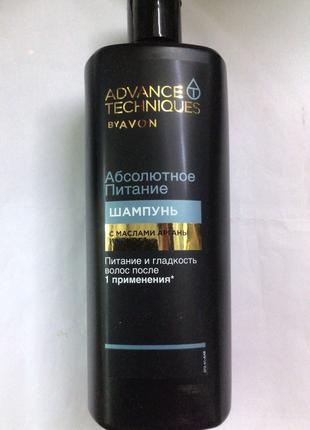 ADVANCE
TECHNIQUES
BY AVON
Абсолютное
Питание
ШАМПУНЬ
С МАСЛАМИ АРГАНЫ
Питание и гладкость
волос после
1 применения*